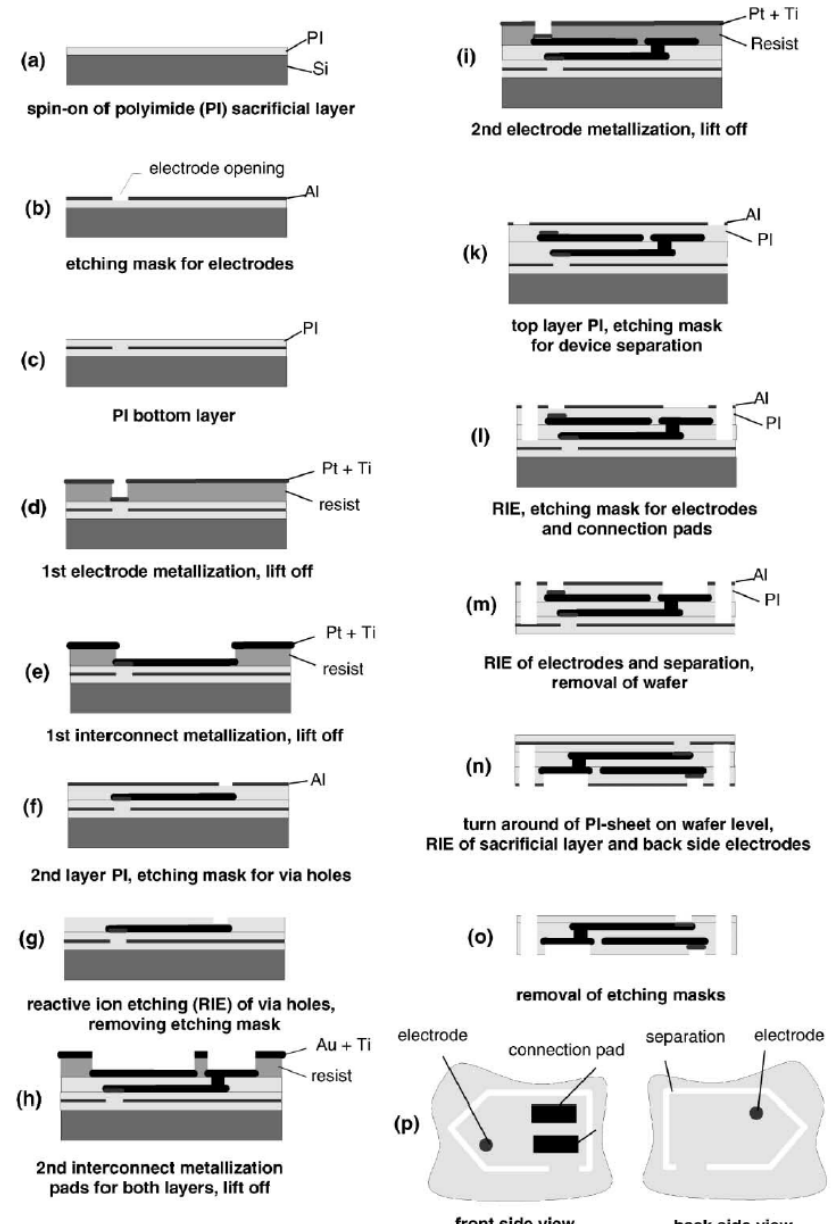 (a)
PI
Si
spin-on of polyimide (PI) sacrificial layer
(b)
electrode opening
Al
etching mask for electrodes
(c)
PI
PI bottom layer
(d)
Pt + Ti
resist
1st electrode metallization, lift off
(e)
Pt + Ti
resist
1st interconnect metallization, lift off
(f)
Al
2nd layer PI, etching mask for via holes
(g)
reactive ion etching (RIE) of via holes,
removing etching mask
(h)
Au + Ti
resist
2nd interconnect metallization
pads for both layers, lift off
(i)
Pt + Ti
Resist
2nd electrode metallization, lift off
(k)
Al
PI
top layer PI, etching mask
for device separation
(l)
Al
PI
RIE, etching mask for electrodes
and connection pads
(m)
Al
PI
RIE of electrodes and separation,
removal of wafer
(n)
turn around of PI-sheet on wafer level,
RIE of sacrificial layer and back side electrodes
(o)
removal of etching masks
(p)
electrode
connection pad
separation
electrode
front side view
back side view